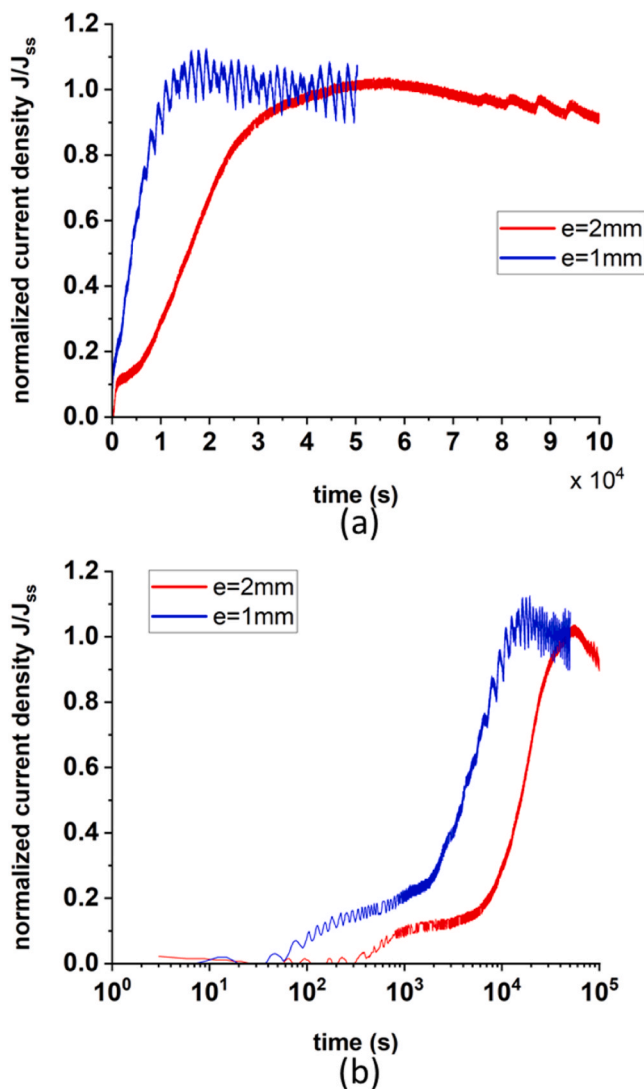 1.2
1.0
0.8
0.6
0.4
0.2
0.0
normalized current density J/J_ss
e=2mm
e=1mm
0 1 2 3 4 5 6 7 8 9 10
x 10^4
time (s)
(a)
1.2
1.0
0.8
0.6
0.4
0.2
0.0
normalized current density J/J_ss
e=2mm
e=1mm
10^0 10^1 10^2 10^3 10^4 10^5
time (s)
(b)